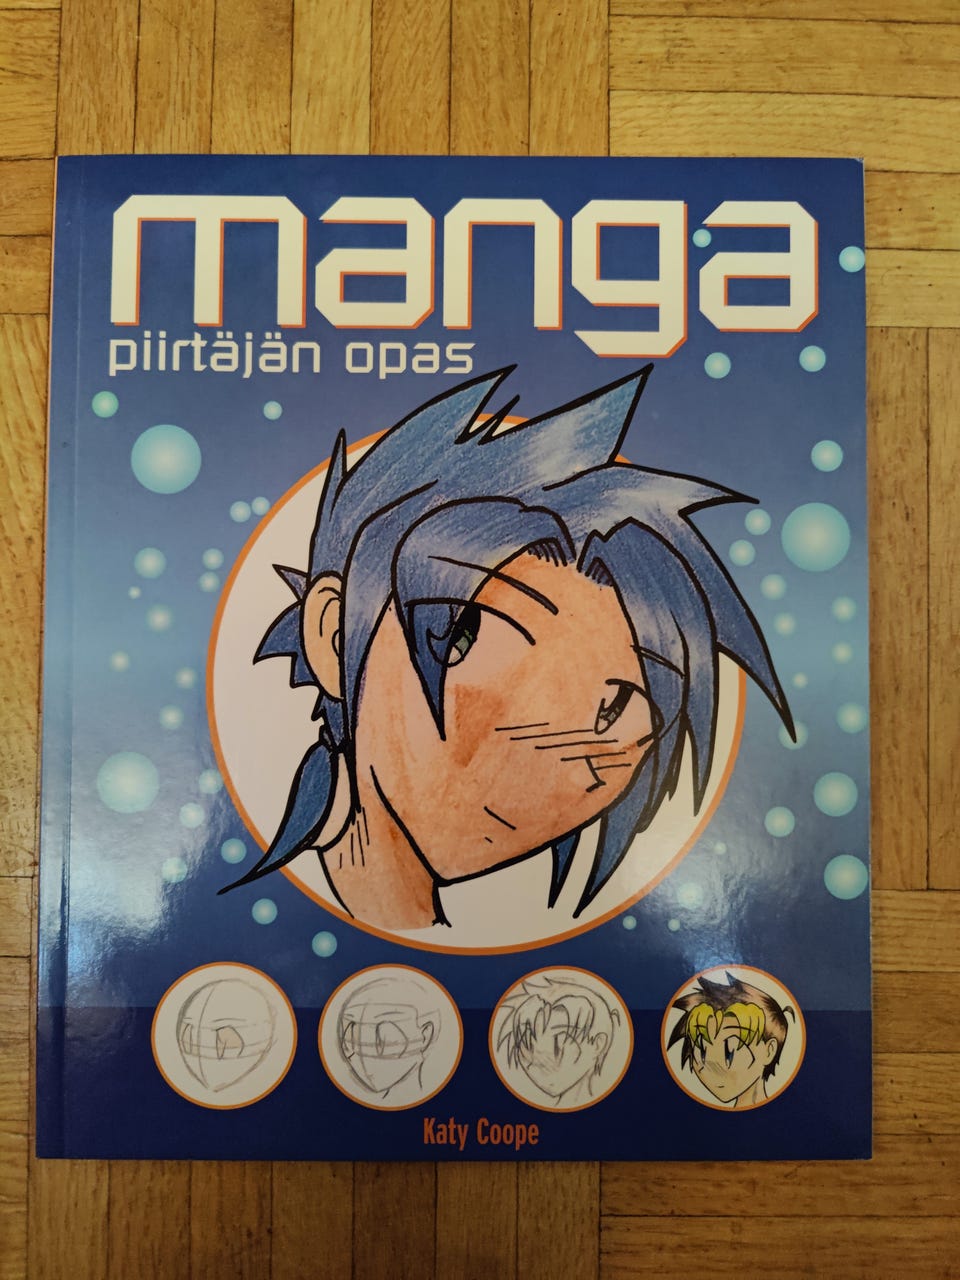 manga
piirtäjän opas
Katy Coope